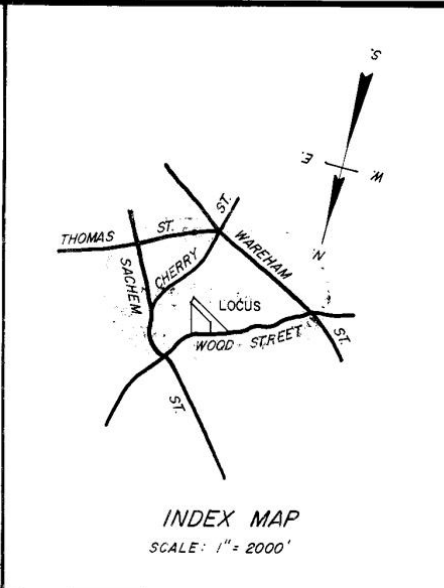 S.
E.
W.
N.
THOMAS ST.
CHERRY ST.
WAREHAM ST.
SACHEM ST.
LOCUS
WOOD STREET
INDEX MAP
SCALE: 1" = 2000'